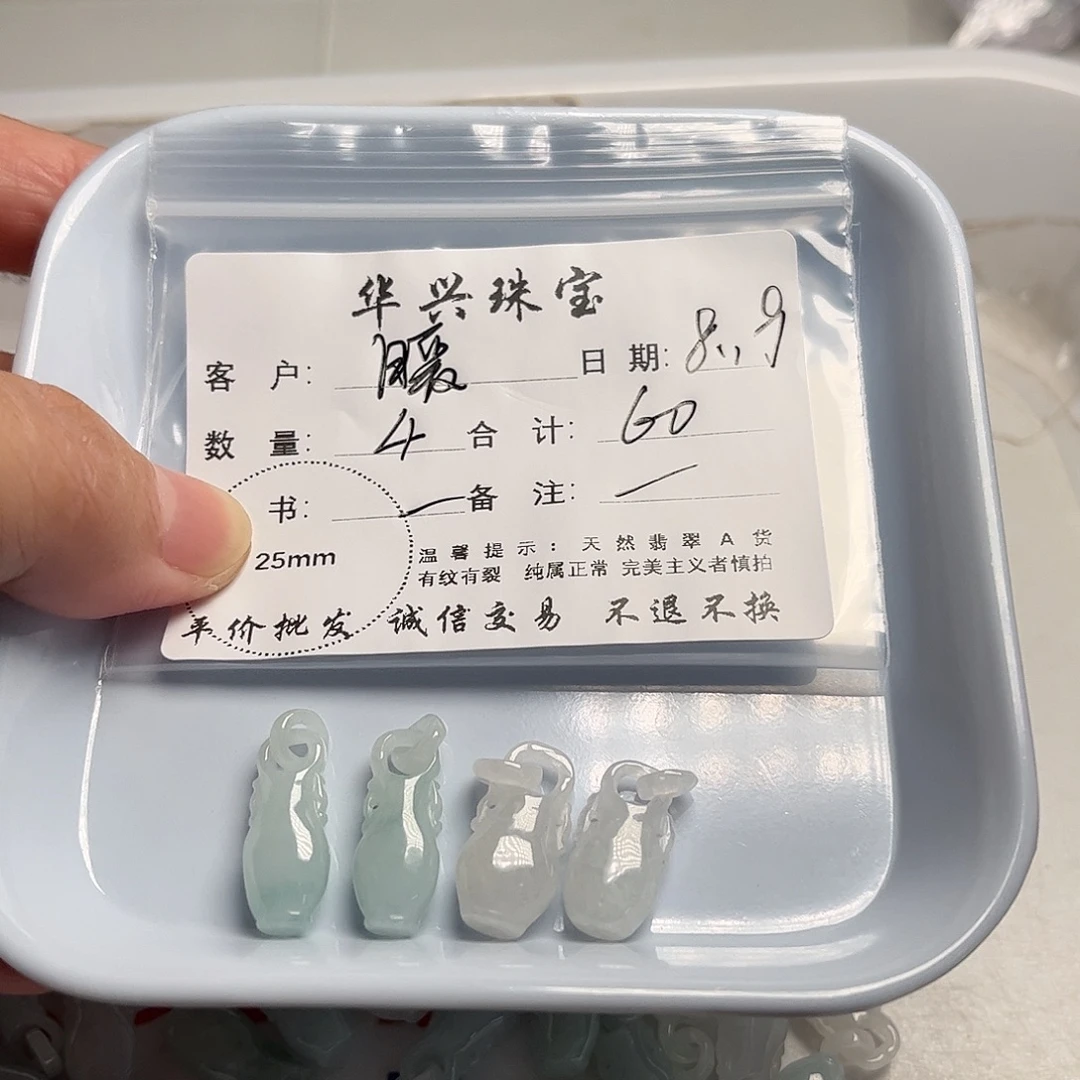 华兴珠宝
客 户： 暖 日 期： 8.9
数 量： 4 合 计： 60
书： 一 备 注： 一
25mm
温馨提示：天然翡翠A货
有纹有裂 纯属正常 完美主义者慎拍
平价批发 诚信交易 不退不换